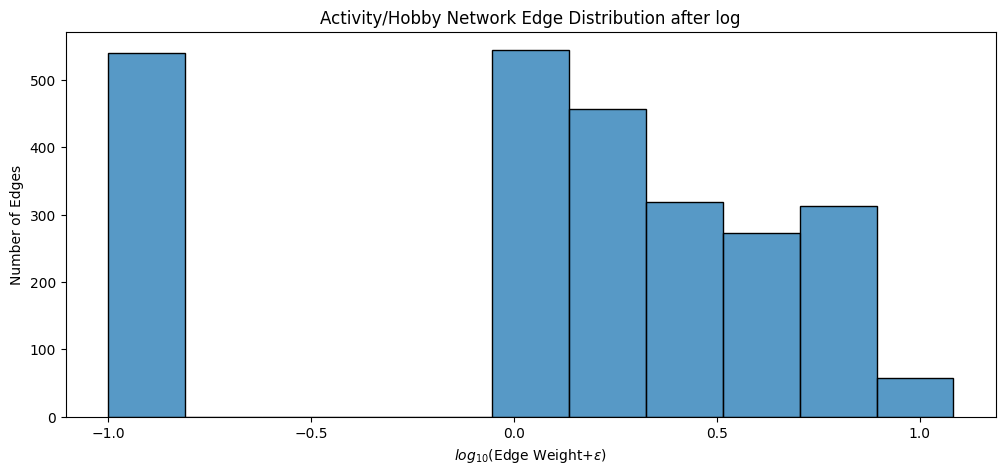 Activity/Hobby Network Edge Distribution after log
Number of Edges
500
400
300
200
100
0
−1.0 −0.5 0.0 0.5 1.0
log₁₀(Edge Weight+ε)